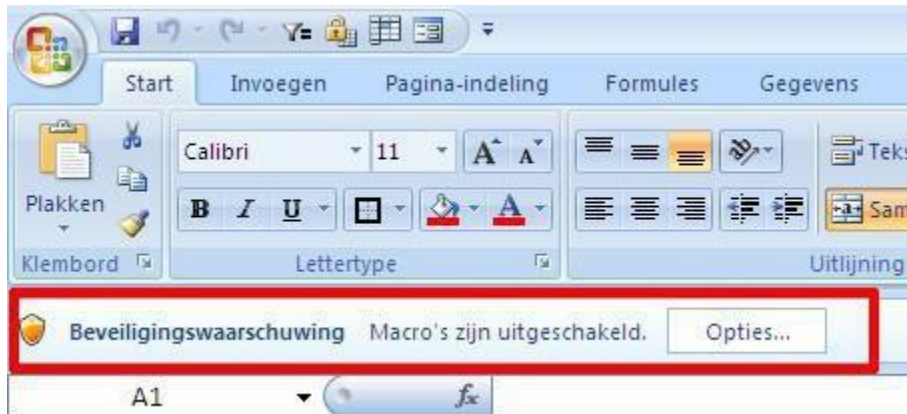 Start Invoegen Pagina-indeling Formules Gegevens
Calibri 11 A A
Plakken B I U A
Klembord Lettertype Uitlijning
Beveiligingswaarschuwing Macro's zijn uitgeschakeld. Opties...
A1 fx